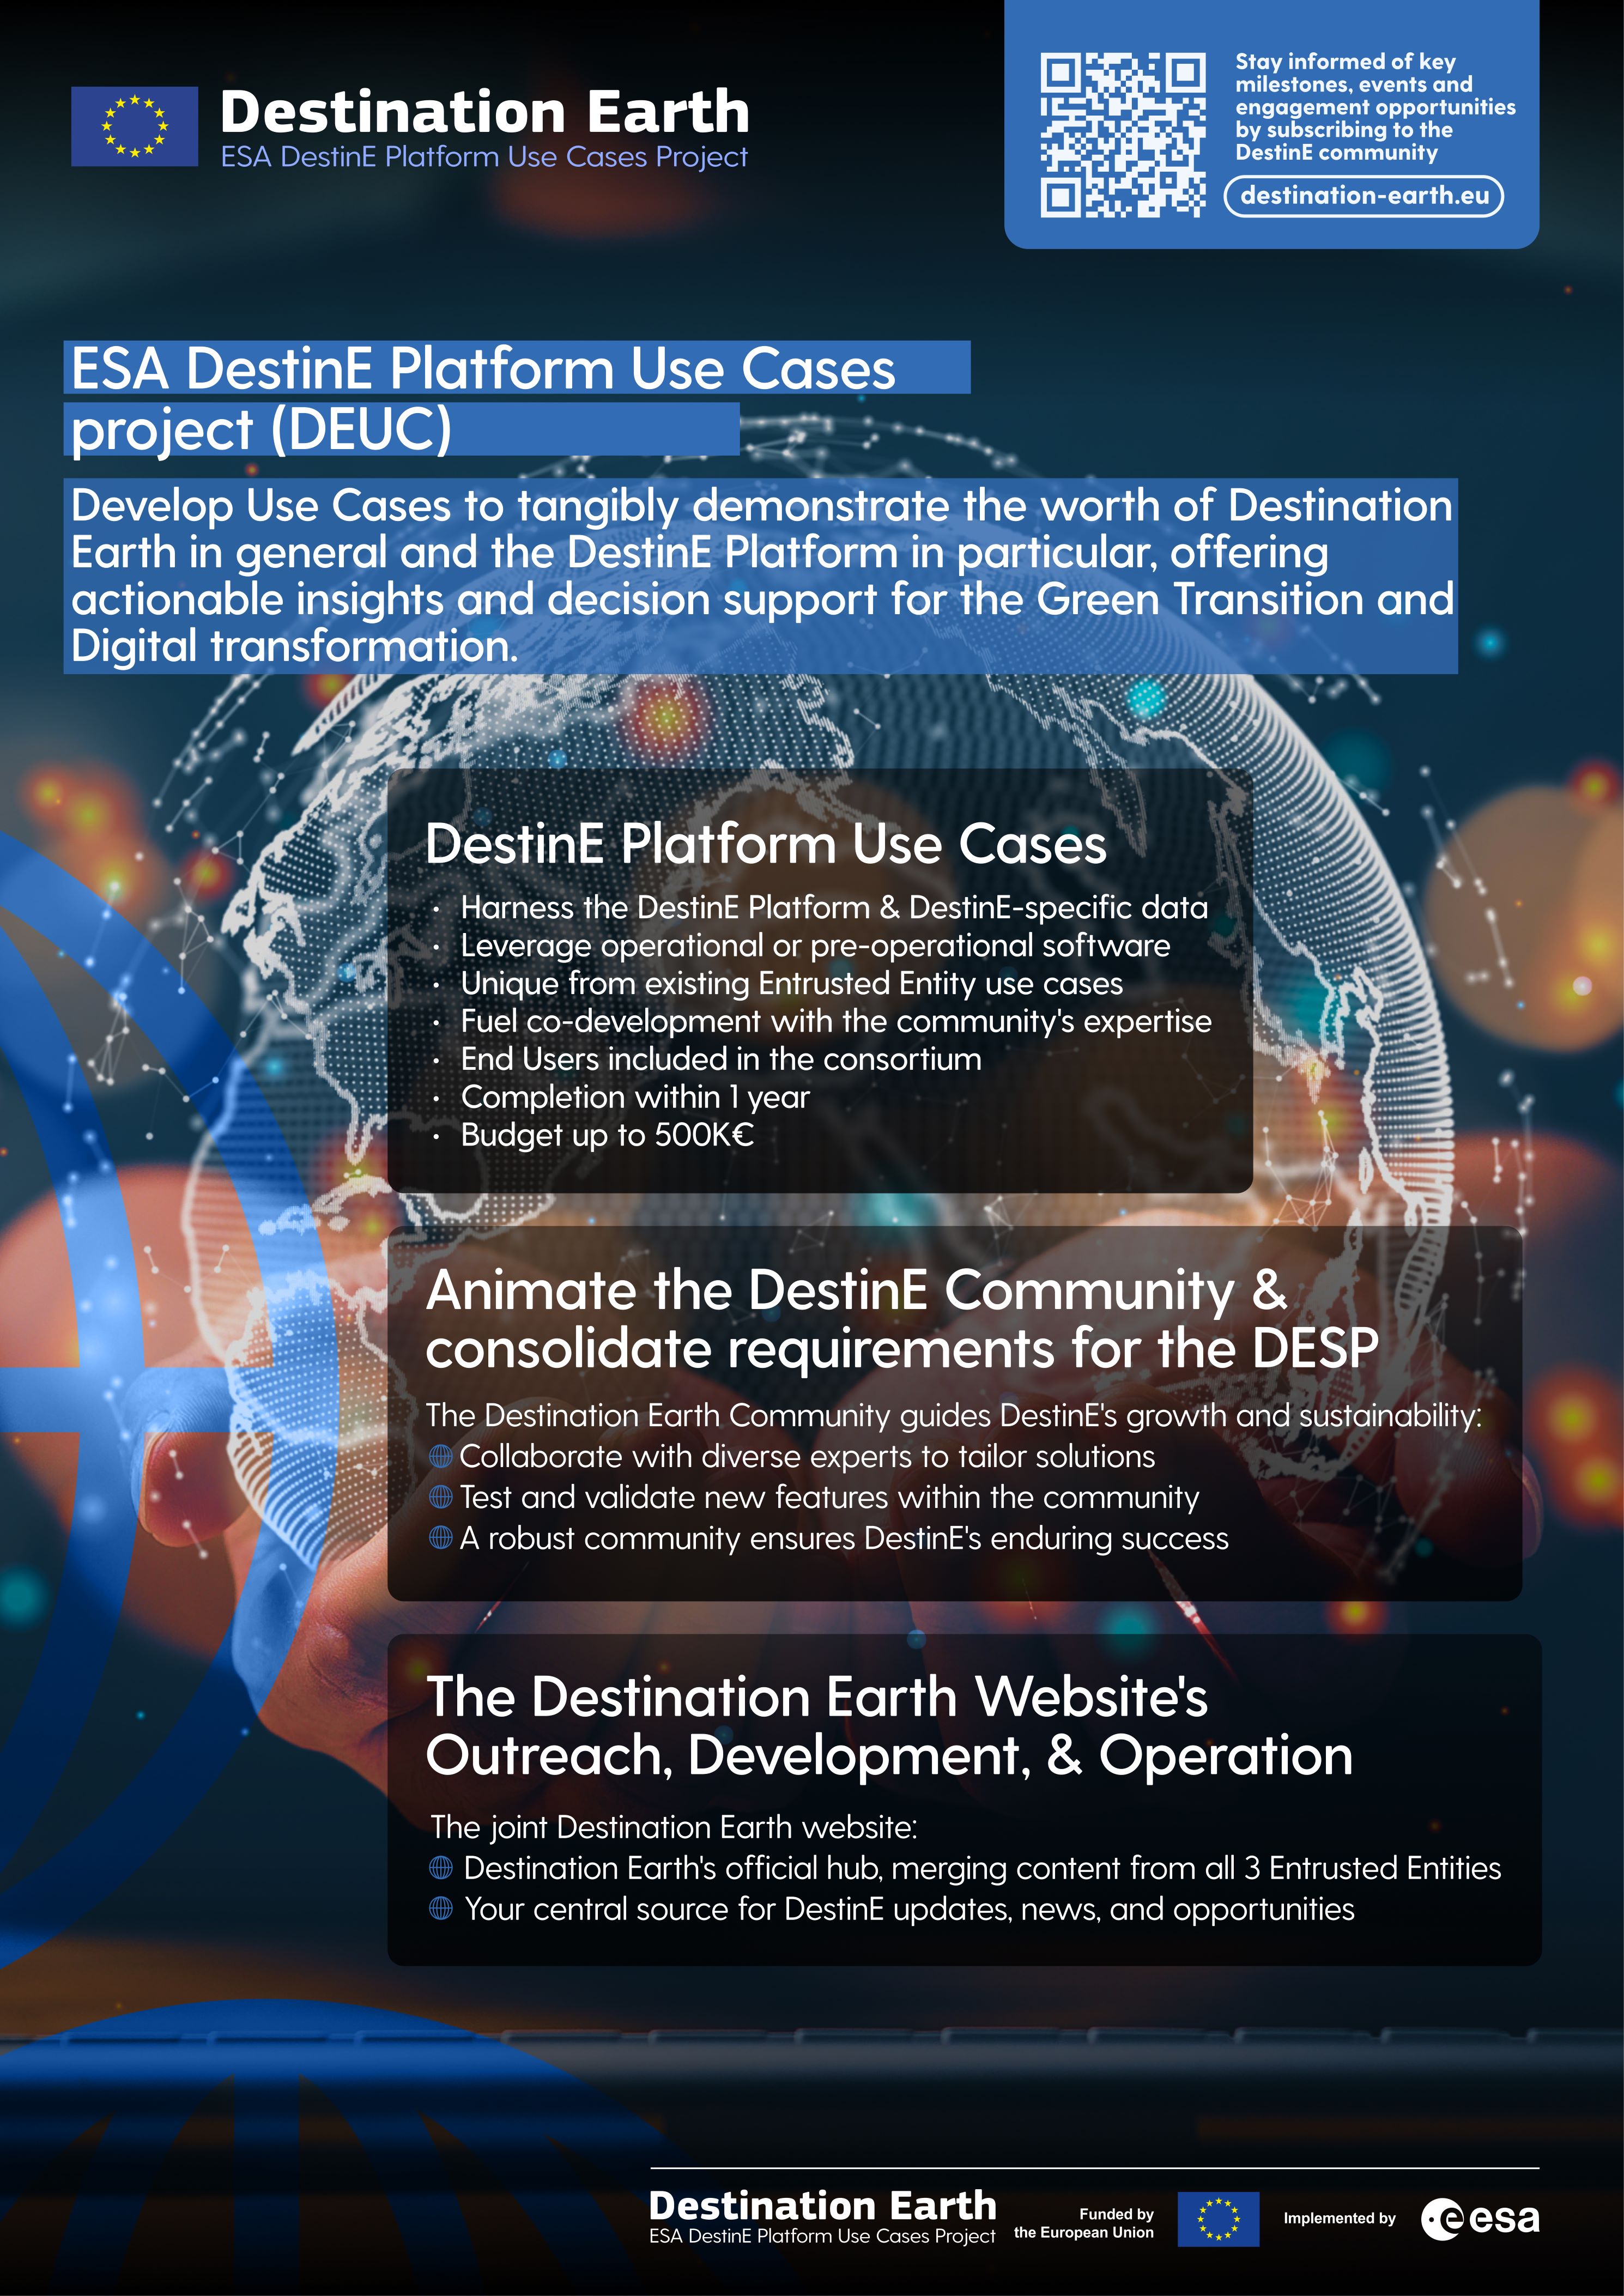 Destination Earth
ESA DestinE Platform Use Cases Project
Stay informed of key
milestones, events and
engagement opportunities
by subscribing to the
DestinE community
destination-earth.eu
ESA DestinE Platform Use Cases
project (DEUC)
Develop Use Cases to tangibly demonstrate the worth of Destination
Earth in general and the DestinE Platform in particular, offering
actionable insights and decision support for the Green Transition and
Digital transformation.
DestinE Platform Use Cases
· Harness the DestinE Platform & DestinE-specific data
· Leverage operational or pre-operational software
· Unique from existing Entrusted Entity use cases
· Fuel co-development with the community's expertise
· End Users included in the consortium
· Completion within 1 year
· Budget up to 500K€
Animate the DestinE Community &
consolidate requirements for the DESP
The Destination Earth Community guides DestinE's growth and sustainability:
Collaborate with diverse experts to tailor solutions
Test and validate new features within the community
A robust community ensures DestinE's enduring success
The Destination Earth Website's
Outreach, Development, & Operation
The joint Destination Earth website:
Destination Earth's official hub, merging content from all 3 Entrusted Entities
Your central source for DestinE updates, news, and opportunities
Destination Earth
ESA DestinE Platform Use Cases Project
Funded by
the European Union
Implemented by
esa